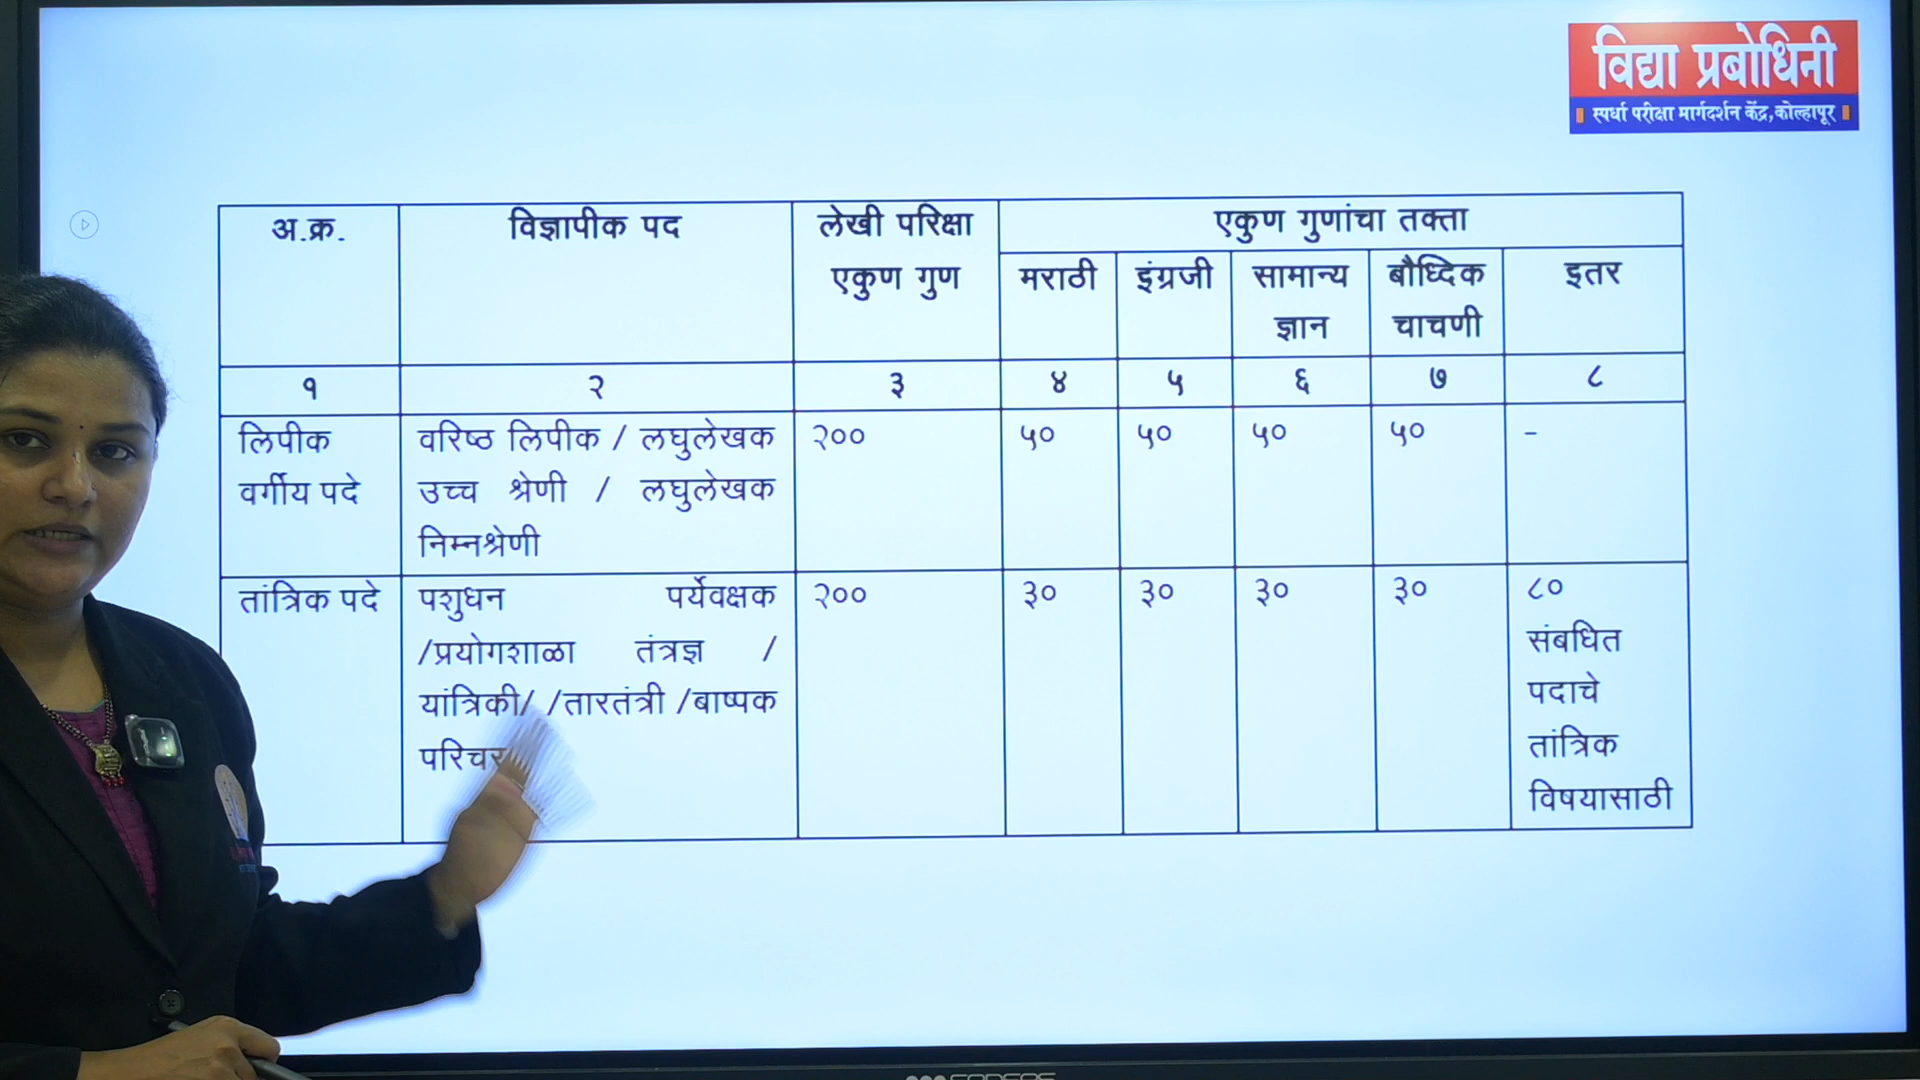 विद्या प्रबोधिनी
स्पर्धा परीक्षा मार्गदर्शन केंद्र,कोल्हापूर
अ.क्र.
विज्ञापीक पद
लेखी परिक्षा
एकुण गुण
एकुण गुणांचा तक्ता
मराठी
इंग्रजी
सामान्य
ज्ञान
बौध्दिक
चाचणी
इतर
१ २ ३ ४ ५ ६ ७ ८
लिपीक
वर्गीय पदे
वरिष्ठ लिपीक / लघुलेखक
उच्च श्रेणी / लघुलेखक
निम्नश्रेणी
२०० ५० ५० ५० ५० -
तांत्रिक पदे
पशुधन पर्यवेक्षक
/प्रयोगशाळा तंत्रज्ञ /
यांत्रिकी/ /तारतंत्री /बाष्पक
परिचर
२०० ३० ३० ३० ३० ८०
संबधित
पदाचे
तांत्रिक
विषयासाठी